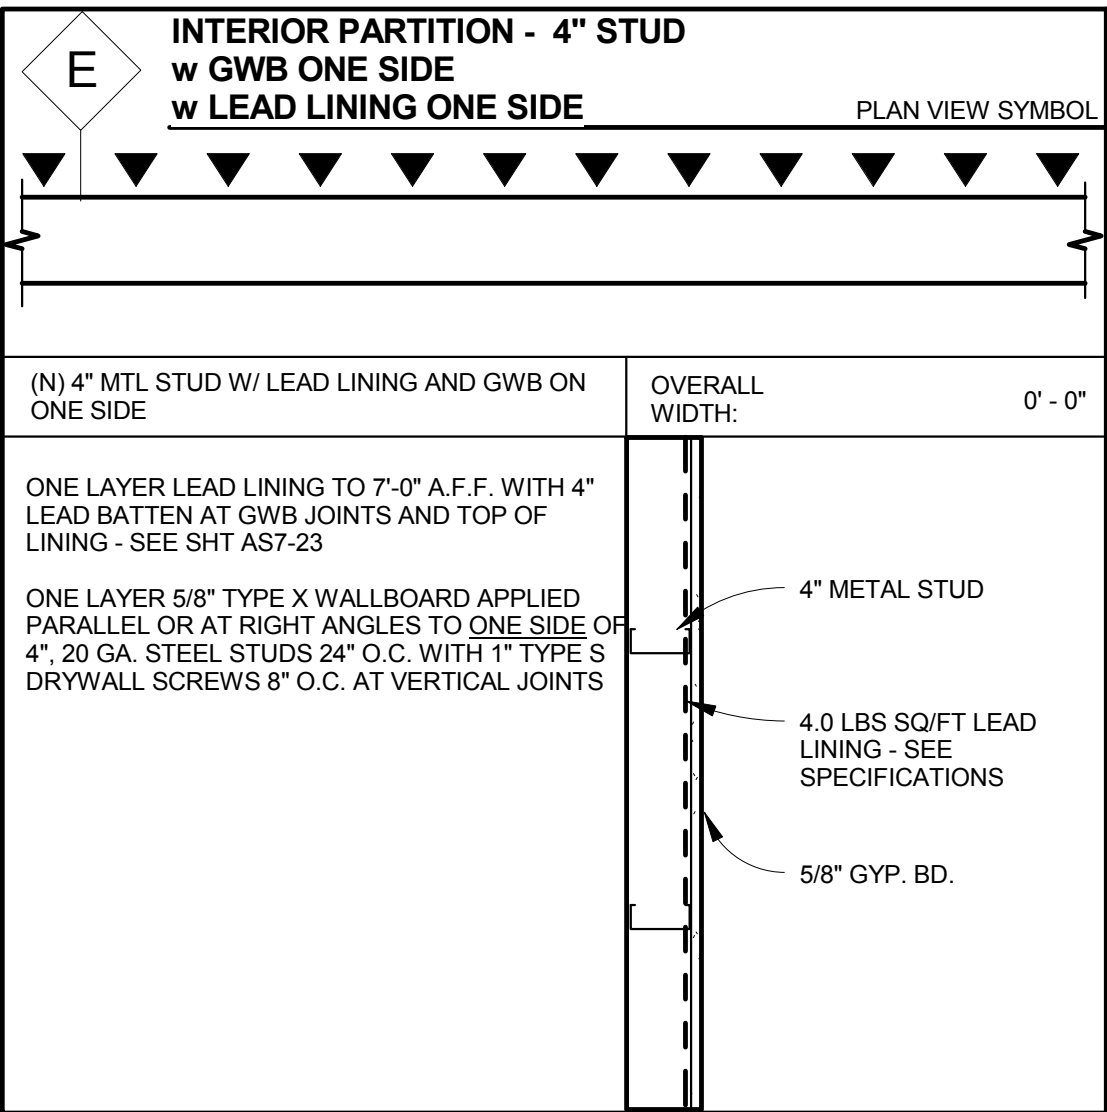 E
INTERIOR PARTITION - 4" STUD
w GWB ONE SIDE
w LEAD LINING ONE SIDE
PLAN VIEW SYMBOL
(N) 4" MTL STUD W/ LEAD LINING AND GWB ON
ONE SIDE
OVERALL
WIDTH:
0' - 0"
ONE LAYER LEAD LINING TO 7'-0" A.F.F. WITH 4"
LEAD BATTEN AT GWB JOINTS AND TOP OF
LINING - SEE SHT AS7-23
ONE LAYER 5/8" TYPE X WALLBOARD APPLIED
PARALLEL OR AT RIGHT ANGLES TO ONE SIDE OF
4", 20 GA. STEEL STUDS 24" O.C. WITH 1" TYPE S
DRYWALL SCREWS 8" O.C. AT VERTICAL JOINTS
4" METAL STUD
4.0 LBS SQ/FT LEAD
LINING - SEE
SPECIFICATIONS
5/8" GYP. BD.